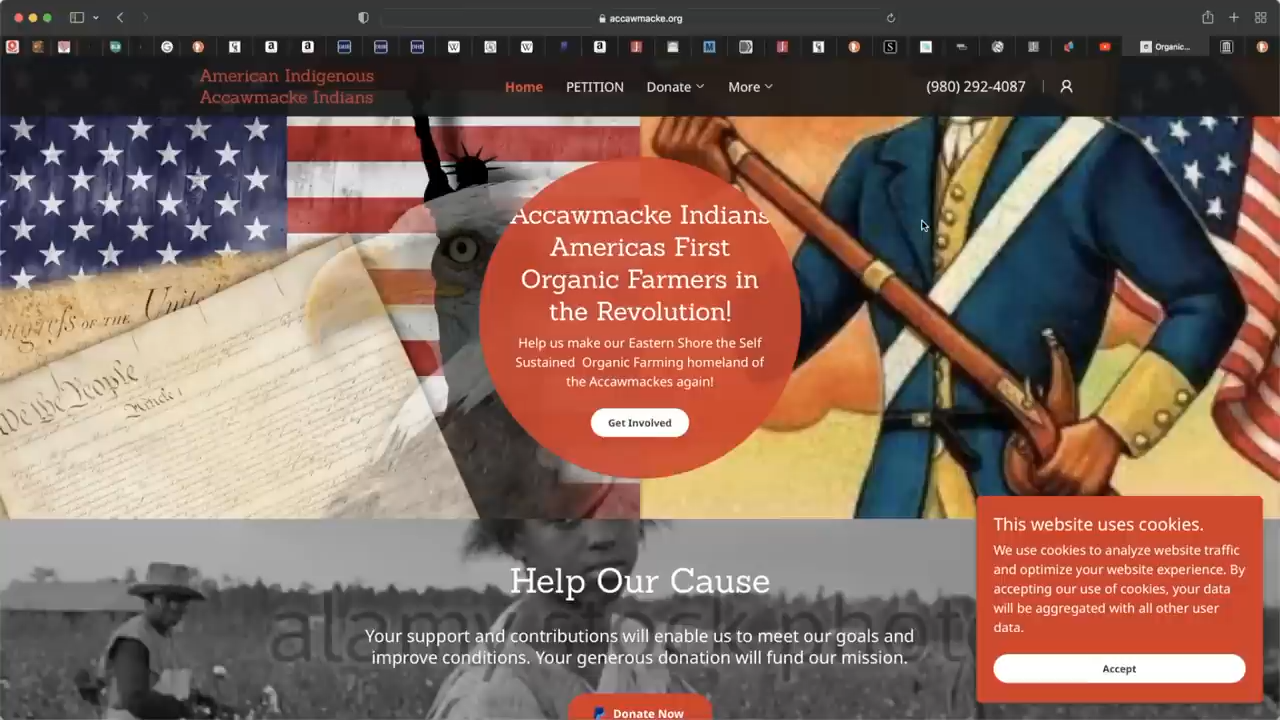 accawmacke.org
Organic...
American Indigenous
Accawmacke Indians
Home
PETITION
Donate
More
(980) 292-4087
Accawmacke Indians
Americas First
Organic Farmers in
the Revolution!
Help us make our Eastern Shore the Self
Sustained Organic Farming homeland of
the Accawmackes again!
Get Involved
We the People
Article I
This website uses cookies.
We use cookies to analyze website traffic
and optimize your website experience. By
accepting our use of cookies, your data
will be aggregated with all other user
data.
Accept
Help Our Cause
Your support and contributions will enable us to meet our goals and
improve conditions. Your generous donation will fund our mission.
Donate Now